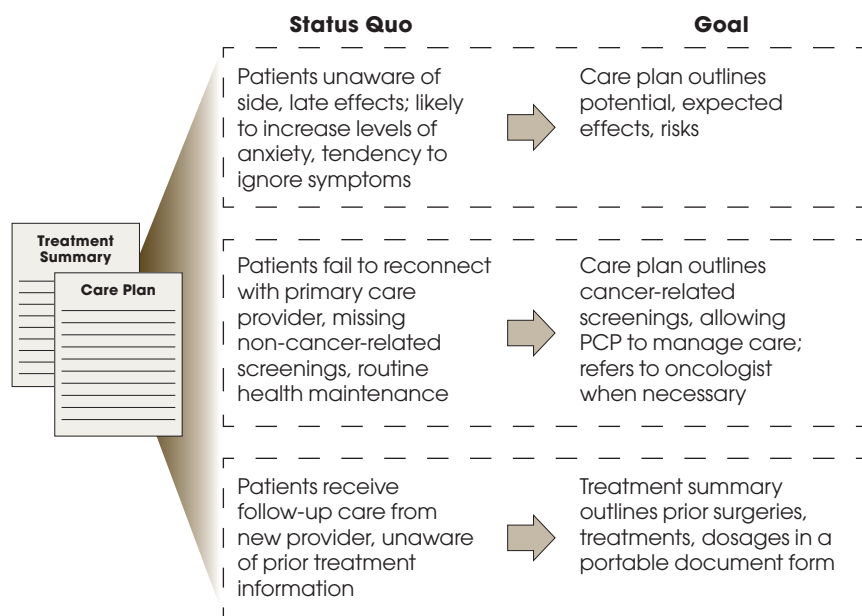 Status Quo
Goal
Patients unaware of
side, late effects; likely
to increase levels of
anxiety, tendency to
ignore symptoms
Care plan outlines
potential, expected
effects, risks
Treatment
Summary
Care Plan
Patients fail to reconnect
with primary care
provider, missing
non-cancer-related
screenings, routine
health maintenance
Care plan outlines
cancer-related
screenings, allowing
PCP to manage care;
refers to oncologist
when necessary
Patients receive
follow-up care from
new provider, unaware
of prior treatment
information
Treatment summary
outlines prior surgeries,
treatments, dosages in a
portable document form